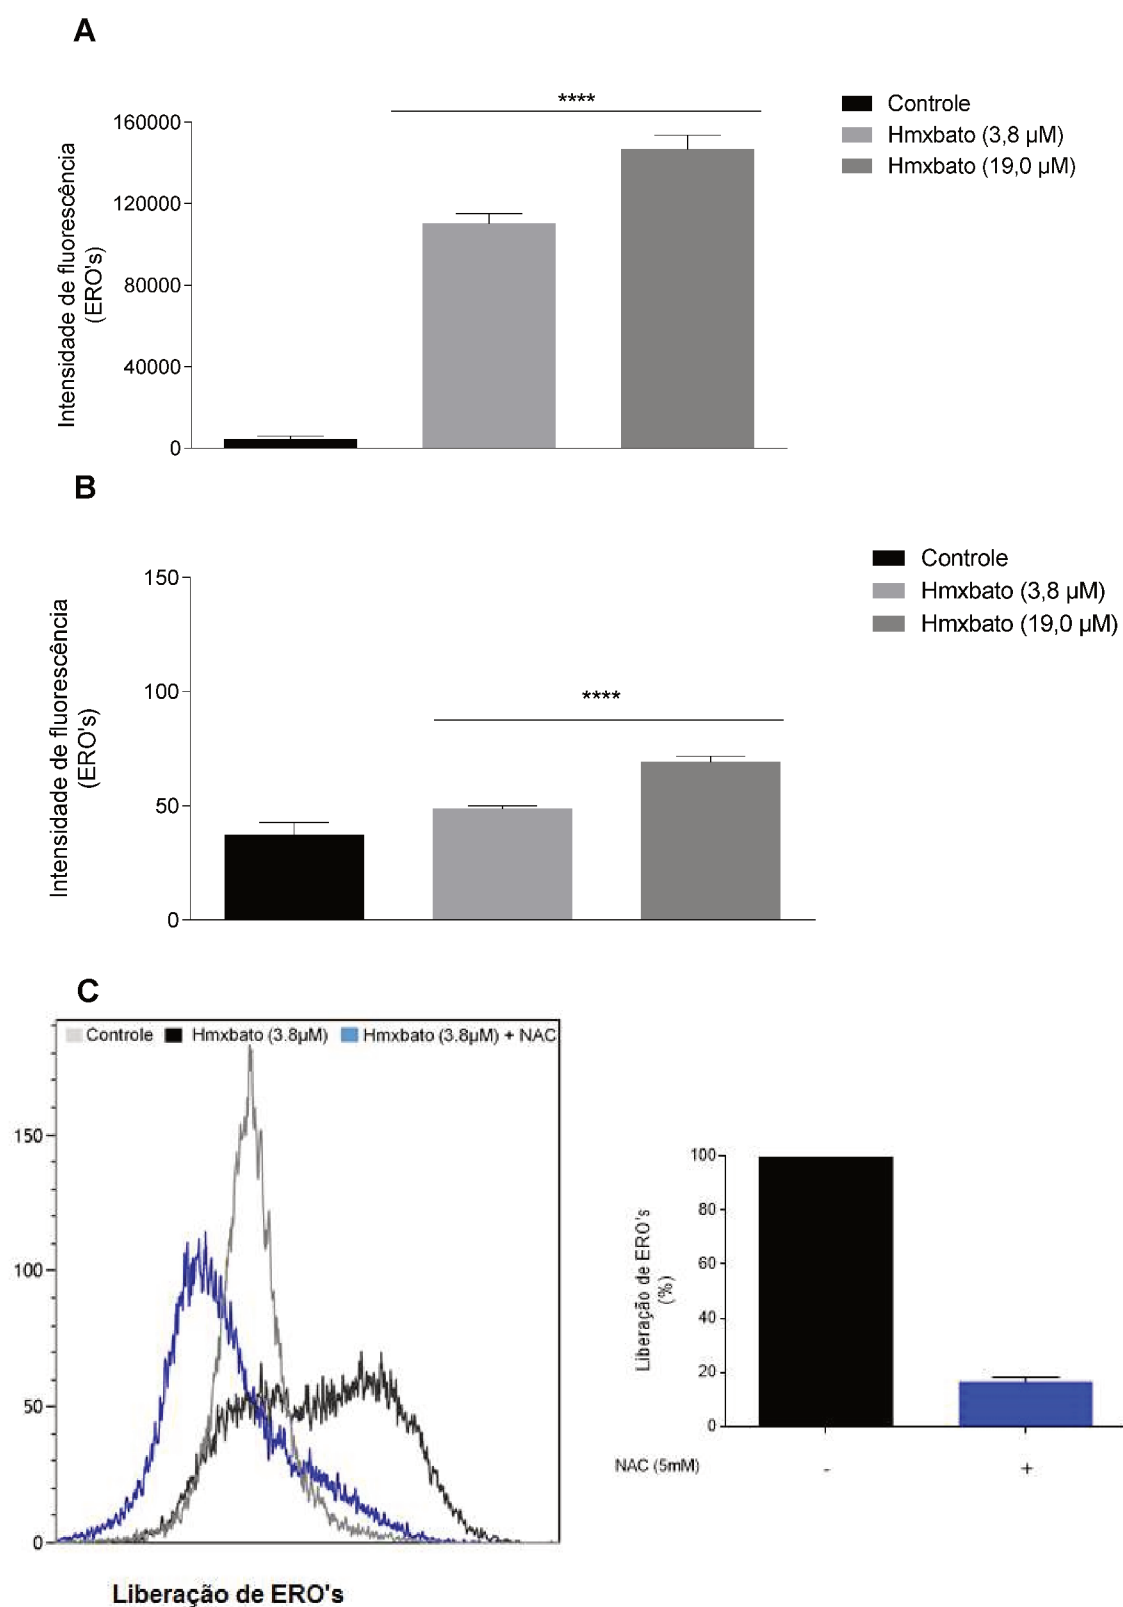 A
****
Controle
Hmxbato (3,8 µM)
Hmxbato (19,0 µM)
160000
120000
80000
40000
0
Intensidade de fluorescência
(ERO's)
B
Controle
Hmxbato (3,8 µM)
Hmxbato (19,0 µM)
150
100
50
0
****
Intensidade de fluorescência
(ERO's)
C
Controle Hmxbato (3.8µM) Hmxbato (3.8µM) + NAC
150
100
50
0
Liberação de ERO's
100
80
60
40
20
0
Liberação de ERO's
(%)
NAC (5mM) - +